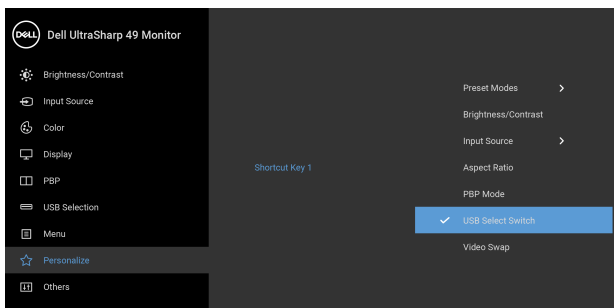 DELL Dell UltraSharp 49 Monitor
Brightness/Contrast
Input Source
Color
Display
PBP
USB Selection
Menu
Personalize
Others
Shortcut Key 1
Preset Modes
Brightness/Contrast
Input Source
Aspect Ratio
PBP Mode
USB Select Switch
Video Swap